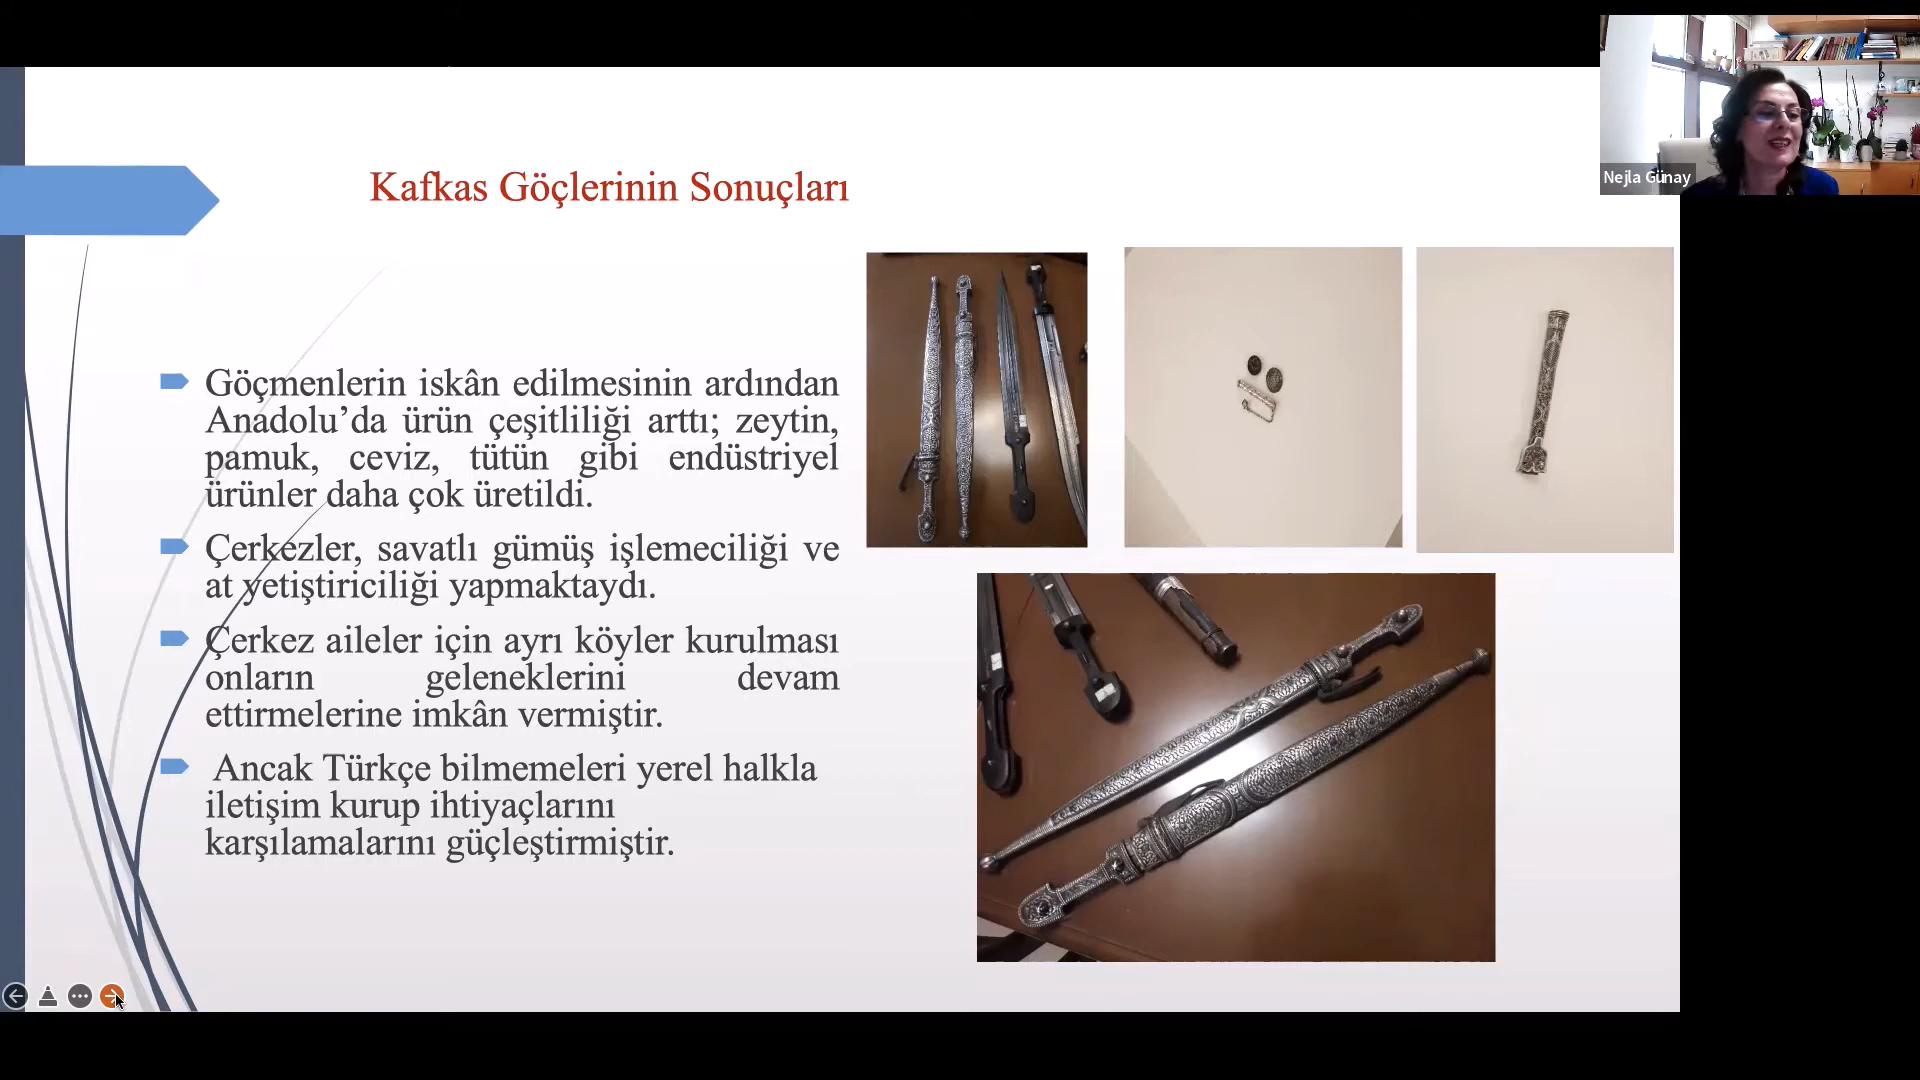 Nejla Günay
Kafkas Göçlerinin Sonuçları
Göçmenlerin iskân edilmesinin ardından
Anadolu’da ürün çeşitliliği arttı; zeytin,
pamuk, ceviz, tütün gibi endüstriyel
ürünler daha çok üretildi.
Çerkezler, savatlı gümüş işlemeciliği ve
at yetiştiriciliği yapmaktaydı.
Çerkez aileler için ayrı köyler kurulması
onların geleneklerini devam
ettirmelerine imkân vermiştir.
Ancak Türkçe bilmemeleri yerel halkla
iletişim kurup ihtiyaçlarını
karşılamalarını güçleştirmiştir.